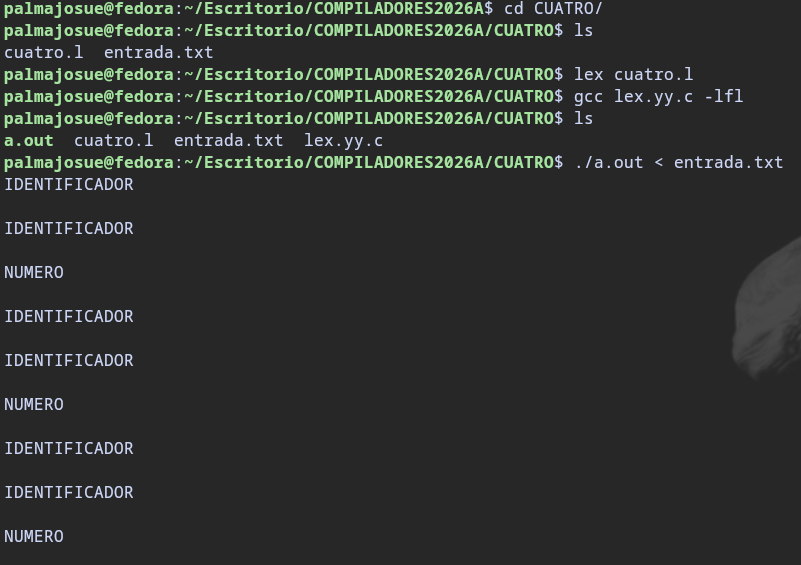 palmajosue@fedora:~/Escritorio/COMPILADORES2026A$ cd CUATRO/
palmajosue@fedora:~/Escritorio/COMPILADORES2026A/CUATRO$ ls
cuatro.l  entrada.txt
palmajosue@fedora:~/Escritorio/COMPILADORES2026A/CUATRO$ lex cuatro.l
palmajosue@fedora:~/Escritorio/COMPILADORES2026A/CUATRO$ gcc lex.yy.c -lfl
palmajosue@fedora:~/Escritorio/COMPILADORES2026A/CUATRO$ ls
a.out  cuatro.l  entrada.txt  lex.yy.c
palmajosue@fedora:~/Escritorio/COMPILADORES2026A/CUATRO$ ./a.out < entrada.txt
IDENTIFICADOR
IDENTIFICADOR
NUMERO
IDENTIFICADOR
IDENTIFICADOR
NUMERO
IDENTIFICADOR
IDENTIFICADOR
NUMERO